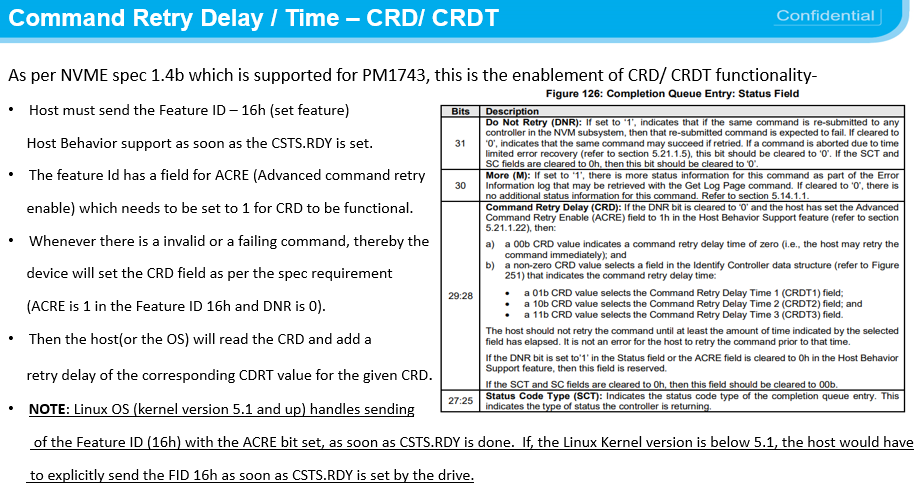 Command Retry Delay / Time – CRD/ CRDT
Confidential
As per NVME spec 1.4b which is supported for PM1743, this is the enablement of CRD/ CRDT functionality-
• Host must send the Feature ID – 16h (set feature)
Host Behavior support as soon as the CSTS.RDY is set.
• The feature Id has a field for ACRE (Advanced command retry
enable) which needs to be set to 1 for CRD to be functional.
• Whenever there is a invalid or a failing command, thereby the
device will set the CRD field as per the spec requirement
(ACRE is 1 in the Feature ID 16h and DNR is 0).
• Then the host(or the OS) will read the CRD and add a
retry delay of the corresponding CDRT value for the given CRD.
• NOTE: Linux OS (kernel version 5.1 and up) handles sending
of the Feature ID (16h) with the ACRE bit set, as soon as CSTS.RDY is done. If, the Linux Kernel version is below 5.1, the host would have
to explicitly send the FID 16h as soon as CSTS.RDY is set by the drive.
Figure 126: Completion Queue Entry: Status Field
Bits Description
31
Do Not Retry (DNR): If set to '1', indicates that if the same command is re-submitted to any
controller in the NVM subsystem, then that re-submitted command is expected to fail. If cleared to
'0', indicates that the same command may succeed if retried. If a command is aborted due to time
limited error recovery (refer to section 5.21.1.5), this bit should be cleared to '0'. If the SCT and
SC fields are cleared to 0h, then this bit should be cleared to '0'.
30
More (M): If set to '1', there is more status information for this command as part of the Error
Information log that may be retrieved with the Get Log Page command. If cleared to '0', there is
no additional status information for this command. Refer to section 5.14.1.1.
29:28
Command Retry Delay (CRD): If the DNR bit is cleared to '0' and the host has set the Advanced
Command Retry Enable (ACRE) field to 1h in the Host Behavior Support feature (refer to section
5.21.1.22), then:
a) a 00b CRD value indicates a command retry delay time of zero (i.e., the host may retry the
command immediately); and
b) a non-zero CRD value selects a field in the Identify Controller data structure (refer to Figure
251) that indicates the command retry delay time:
• a 01b CRD value selects the Command Retry Delay Time 1 (CRDT1) field;
• a 10b CRD value selects the Command Retry Delay Time 2 (CRDT2) field; and
• a 11b CRD value selects the Command Retry Delay Time 3 (CRDT3) field.
The host should not retry the command until at least the amount of time indicated by the selected
field has elapsed. It is not an error for the host to retry the command prior to that time.
If the DNR bit is set to'1' in the Status field or the ACRE field is cleared to 0h in the Host Behavior
Support feature, then this field is reserved.
If the SCT and SC fields are cleared to 0h, then this field should be cleared to 00b.
27:25
Status Code Type (SCT): Indicates the status code type of the completion queue entry. This
indicates the type of status the controller is returning.